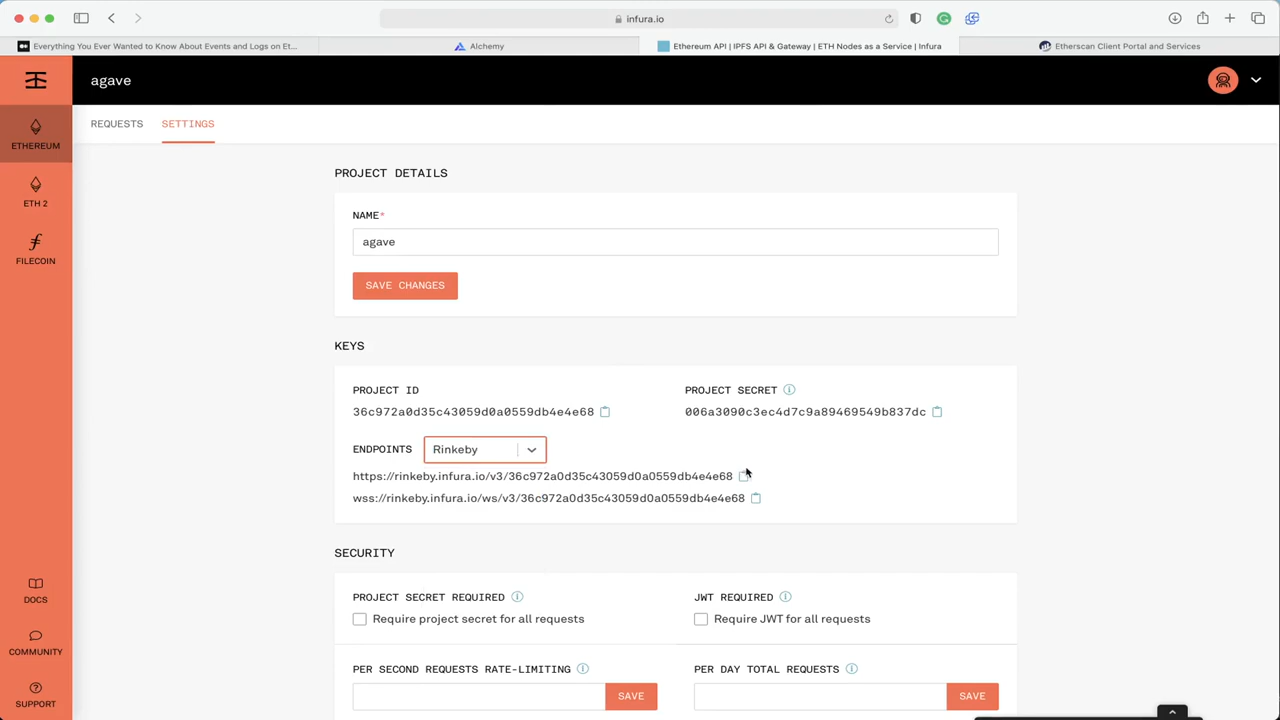 infura.io
Everything You Ever Wanted to Know About Events and Logs on Et...
Alchemy
Ethereum API | IPFS API & Gateway | ETH Nodes as a Service | Infura
Etherscan Client Portal and Services
agave
REQUESTS
SETTINGS
ETHEREUM
ETH 2
FILECOIN
DOCS
COMMUNITY
SUPPORT
PROJECT DETAILS
NAME*
agave
SAVE CHANGES
KEYS
PROJECT ID
PROJECT SECRET
36c972a0d35c43059d0a0559db4e4e68
006a3090c3ec4d7c9a89469549b837dc
ENDPOINTS
Rinkeby
https://rinkeby.infura.io/v3/36c972a0d35c43059d0a0559db4e4e68
wss://rinkeby.infura.io/ws/v3/36c972a0d35c43059d0a0559db4e4e68
SECURITY
PROJECT SECRET REQUIRED
JWT REQUIRED
Require project secret for all requests
Require JWT for all requests
PER SECOND REQUESTS RATE-LIMITING
PER DAY TOTAL REQUESTS
SAVE
SAVE